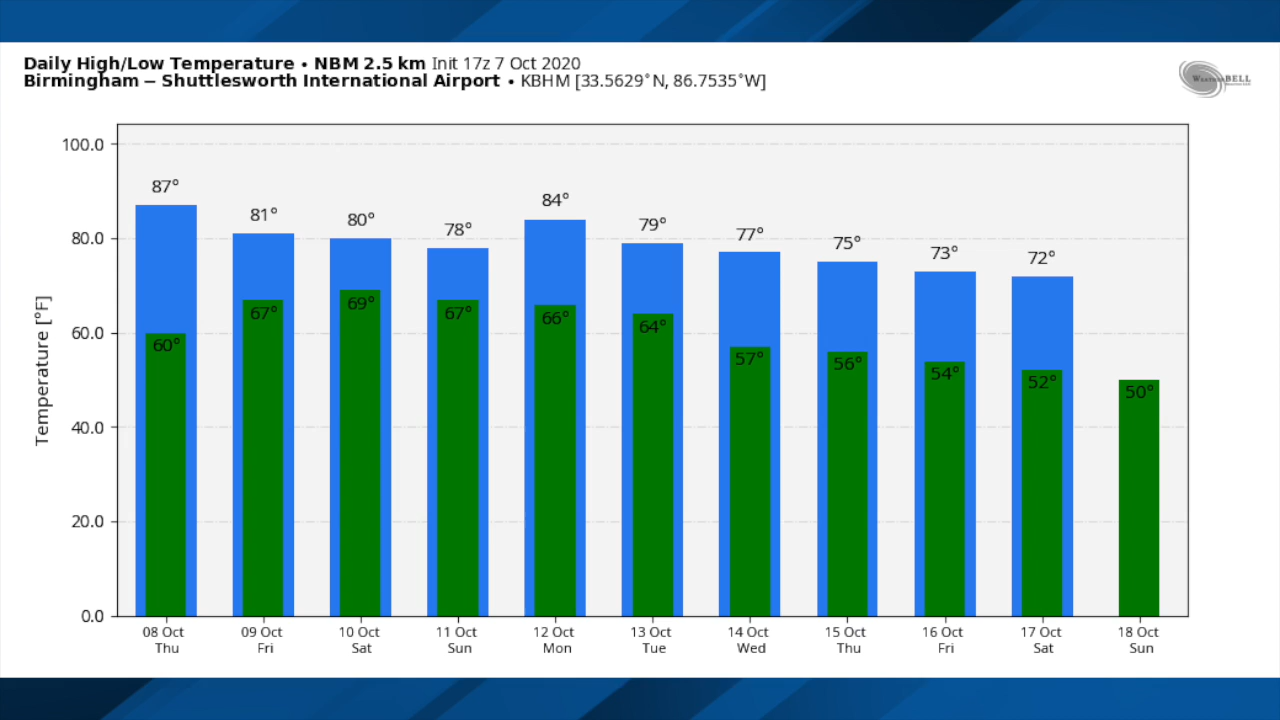 Daily High/Low Temperature • NBM 2.5 km Init 17z 7 Oct 2020
Birmingham – Shuttlesworth International Airport • KBHM [33.5629°N, 86.7535°W]
WeatherBELL
Temperature [°F]
100.0
80.0
60.0
40.0
20.0
0.0
87° 81° 80° 78° 84° 79° 77° 75° 73° 72°
60° 67° 69° 67° 66° 64° 57° 56° 54° 52° 50°
08 Oct 09 Oct 10 Oct 11 Oct 12 Oct 13 Oct 14 Oct 15 Oct 16 Oct 17 Oct 18 Oct
Thu Fri Sat Sun Mon Tue Wed Thu Fri Sat Sun